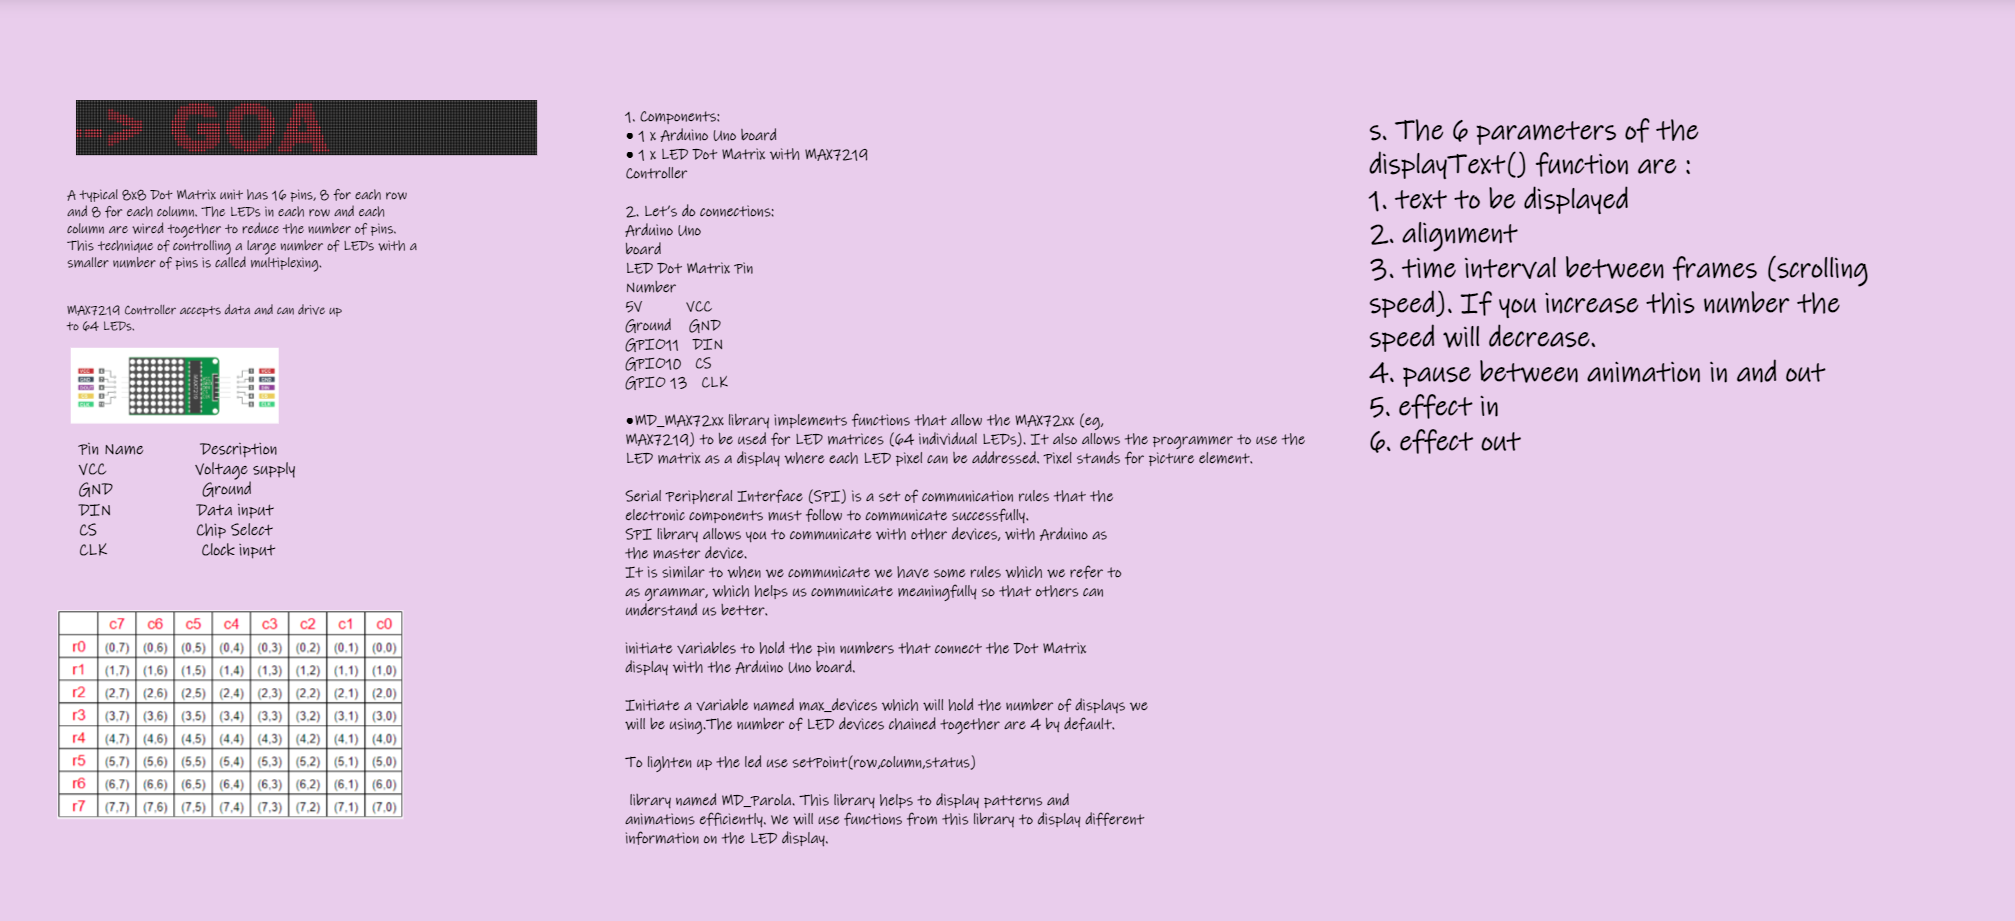 -> GOA
A typical 8x8 Dot Matrix unit has 16 pins, 8 for each row
and 8 for each column. The LEDs in each row and each
column are wired together to reduce the number of pins.
This technique of controlling a large number of LEDs with a
smaller number of pins is called multiplexing.
MAX7219 Controller accepts data and can drive up
to 64 LEDs.
Pin Name Description
VCC Voltage supply
GND Ground
DIN Data input
CS Chip Select
CLK Clock input
c7 c6 c5 c4 c3 c2 c1 c0
r0 (0,7) (0,6) (0,5) (0,4) (0,3) (0,2) (0,1) (0,0)
r1 (1,7) (1,6) (1,5) (1,4) (1,3) (1,2) (1,1) (1,0)
r2 (2,7) (2,6) (2,5) (2,4) (2,3) (2,2) (2,1) (2,0)
r3 (3,7) (3,6) (3,5) (3,4) (3,3) (3,2) (3,1) (3,0)
r4 (4,7) (4,6) (4,5) (4,4) (4,3) (4,2) (4,1) (4,0)
r5 (5,7) (5,6) (5,5) (5,4) (5,3) (5,2) (5,1) (5,0)
r6 (6,7) (6,6) (6,5) (6,4) (6,3) (6,2) (6,1) (6,0)
r7 (7,7) (7,6) (7,5) (7,4) (7,3) (7,2) (7,1) (7,0)
1. Components:
• 1 x Arduino Uno board
• 1 x LED Dot Matrix with MAX7219
Controller
2. Let's do connections:
Arduino Uno
board
LED Dot Matrix Pin
Number
5V VCC
Ground GND
GPIO11 DIN
GPIO10 CS
GPIO 13 CLK
•MD_MAX72xx library implements functions that allow the MAX72xx (eg,
MAX7219) to be used for LED matrices (64 individual LEDs). It also allows the programmer to use the
LED matrix as a display where each LED pixel can be addressed. Pixel stands for picture element.
Serial Peripheral Interface (SPI) is a set of communication rules that the
electronic components must follow to communicate successfully.
SPI library allows you to communicate with other devices, with Arduino as
the master device.
It is similar to when we communicate we have some rules which we refer to
as grammar, which helps us communicate meaningfully so that others can
understand us better.
initiate variables to hold the pin numbers that connect the Dot Matrix
display with the Arduino Uno board.
Initiate a variable named max_devices which will hold the number of displays we
will be using.The number of LED devices chained together are 4 by default.
To lighten up the led use setPoint(row,column,status)
library named MD_Parola. This library helps to display patterns and
animations efficiently. We will use functions from this library to display different
information on the LED display.
s. The 6 parameters of the
displayText() function are :
1. text to be displayed
2. alignment
3. time interval between frames (scrolling
speed). If you increase this number the
speed will decrease.
4. pause between animation in and out
5. effect in
6. effect out